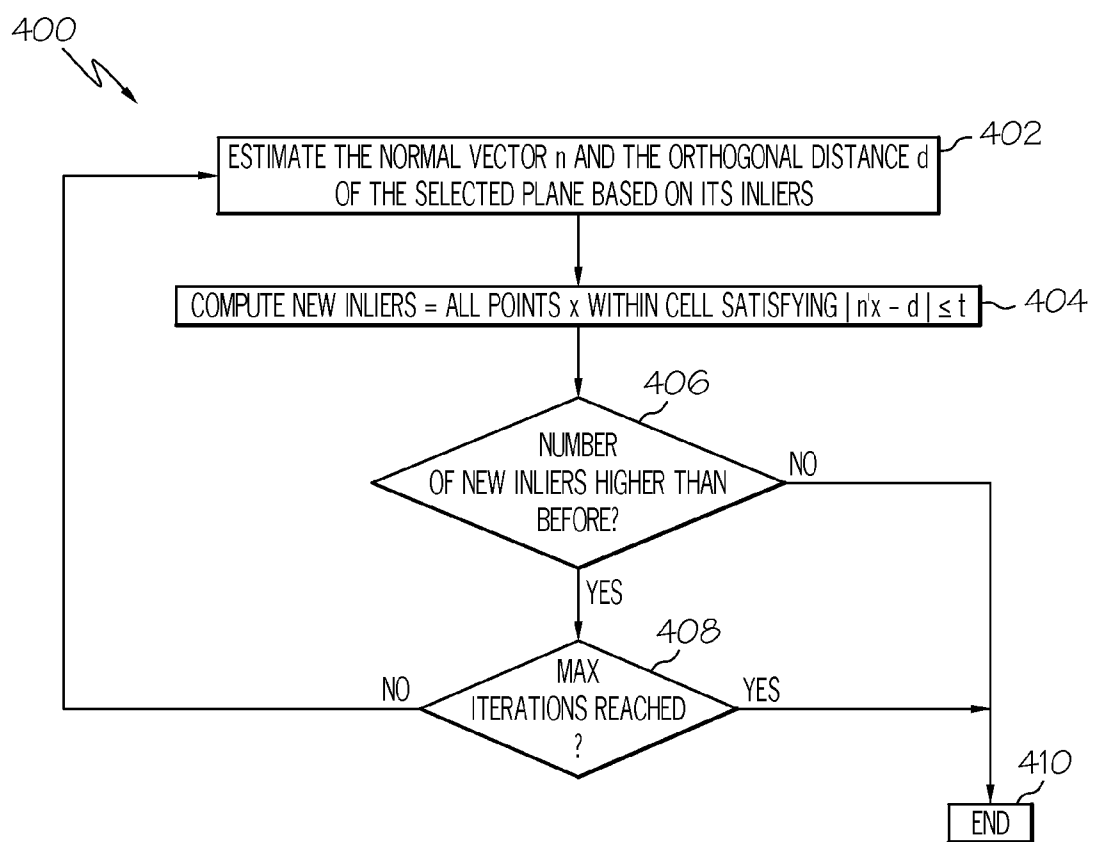 400
402
ESTIMATE THE NORMAL VECTOR n AND THE ORTHOGONAL DISTANCE d
OF THE SELECTED PLANE BASED ON ITS INLIERS
COMPUTE NEW INLIERS = ALL POINTS x WITHIN CELL SATISFYING | n'x – d | ≤ t
404
406
NUMBER
OF NEW INLIERS HIGHER THAN
BEFORE?
NO
YES
408
MAX
ITERATIONS REACHED
?
NO
YES
410
END